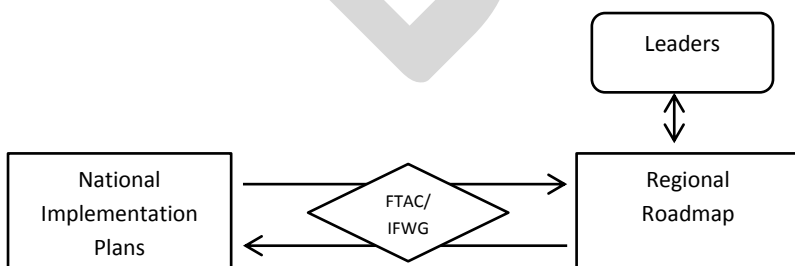 Leaders
National
Implementation
Plans
FTAC/
IFWG
Regional
Roadmap